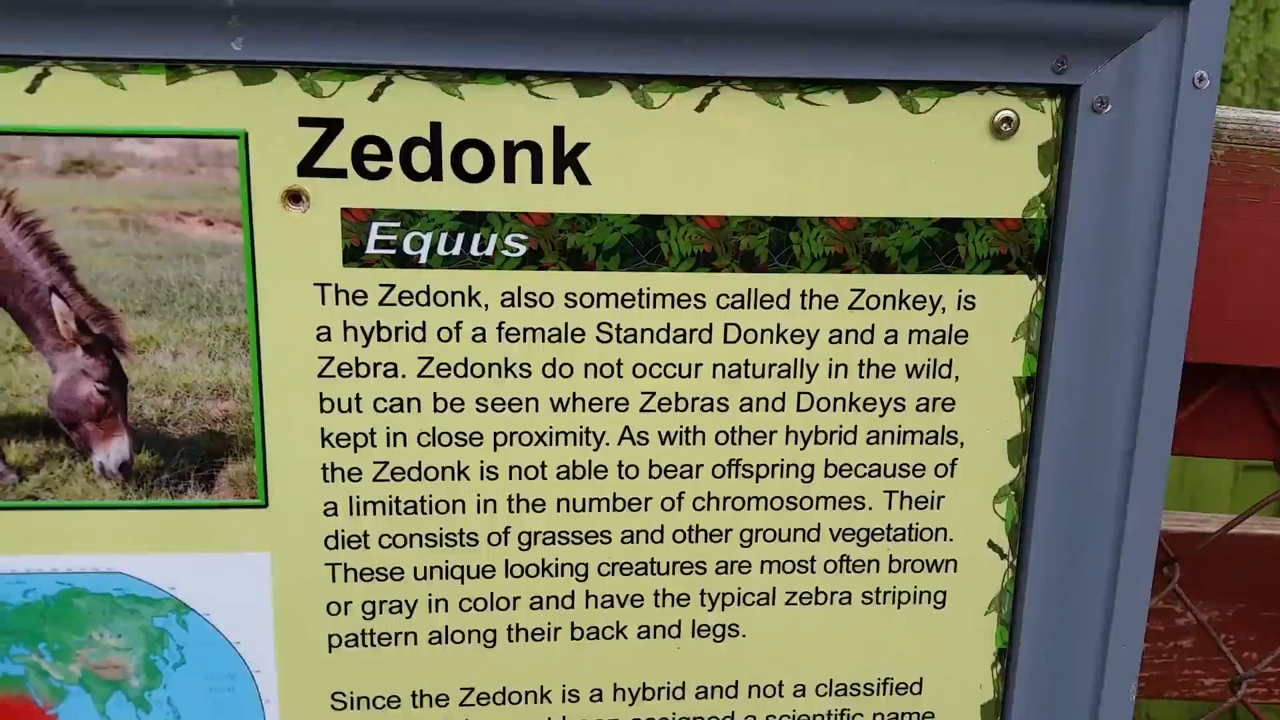 Zedonk
Equus
The Zedonk, also sometimes called the Zonkey, is
a hybrid of a female Standard Donkey and a male
Zebra. Zedonks do not occur naturally in the wild,
but can be seen where Zebras and Donkeys are
kept in close proximity. As with other hybrid animals,
the Zedonk is not able to bear offspring because of
a limitation in the number of chromosomes. Their
diet consists of grasses and other ground vegetation.
These unique looking creatures are most often brown
or gray in color and have the typical zebra striping
pattern along their back and legs.
Since the Zedonk is a hybrid and not a classified
assigned a scientific name